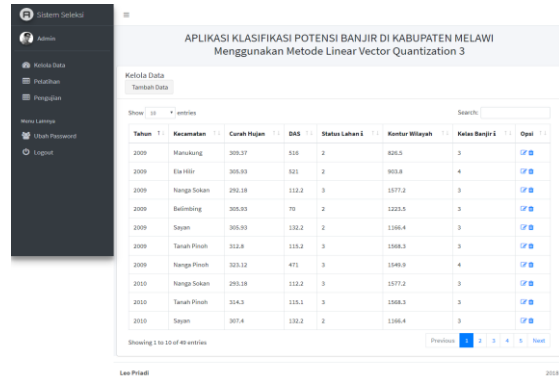 Sistem Seleksi
Admin
Kelola Data
Pelatihan
Pengujian
Menu Lainnya
Ubah Password
Logout
APLIKASI KLASIFIKASI POTENSI BANJIR DI KABUPATEN MELAWI
Menggunakan Metode Linear Vector Quantization 3
Kelola Data
Tambah Data
Show 10 entries Search:
Tahun Kecamatan Curah Hujan DAS Status Lahan Kontur Wilayah Kelas Banjir Opsi
2009 Manukung 309.37 516 2 826.5 3
2009 Ela Hilir 305.93 521 2 903.8 4
2009 Nanga Sokan 292.18 112.2 3 1577.2 3
2009 Belimbing 305.93 70 2 1223.5 3
2009 Sayan 305.93 132.2 2 1166.4 3
2009 Tanah Pinoh 312.8 115.2 3 1568.3 3
2009 Nanga Pinoh 323.12 471 3 1549.9 4
2010 Nanga Sokan 293.18 112.2 3 1577.2 3
2010 Tanah Pinoh 314.3 115.1 3 1568.3 3
2010 Sayan 307.4 132.2 2 1166.4 3
Showing 1 to 10 of 49 entries Previous 1 2 3 4 5 Next
Leo Priadi 2018